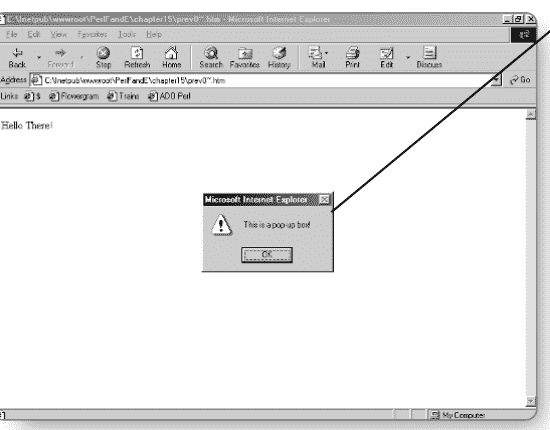 C:\Inetpub\wwwroot\PerlFandE\chapter15\prev0~.htm - Microsoft Internet Explorer
File Edit View Favorites Tools Help
Back Forward Stop Refresh Home Search Favorites History Mail Print Edit Discuss
Address C:\Inetpub\wwwroot\PerlFandE\chapter15\prev0~.htm Go
Links $ Flowergram Trains ADO Perl
Hello There!
Microsoft Internet Explorer
This is a pop-up box!
OK
My Computer